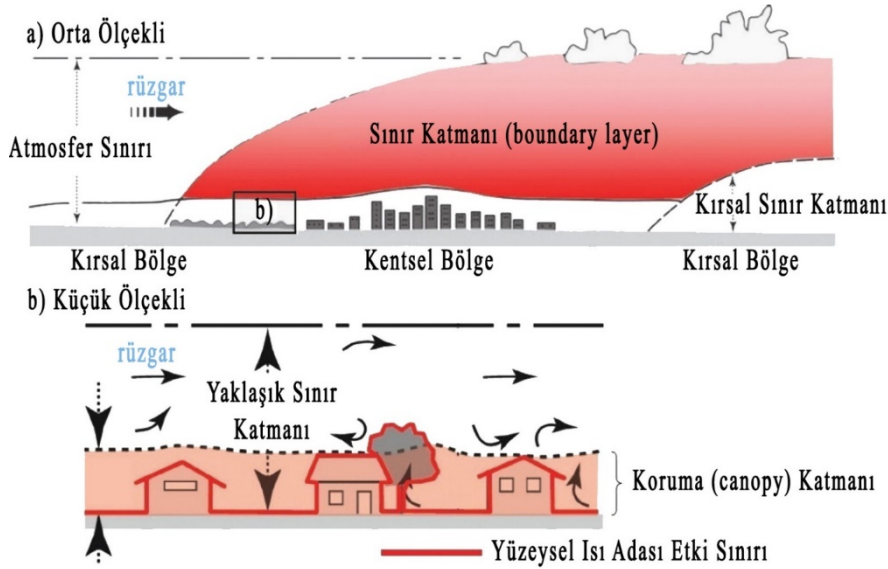 a) Orta Ölçekli
rüzgar
Atmosfer Sınırı
Sınır Katmanı (boundary layer)
b)
Kırsal Sınır Katmanı
Kırsal Bölge
Kentsel Bölge
Kırsal Bölge
b) Küçük Ölçekli
rüzgar
Yaklaşık Sınır
Katmanı
Koruma (canopy) Katmanı
Yüzeysel Isı Adası Etki Sınırı